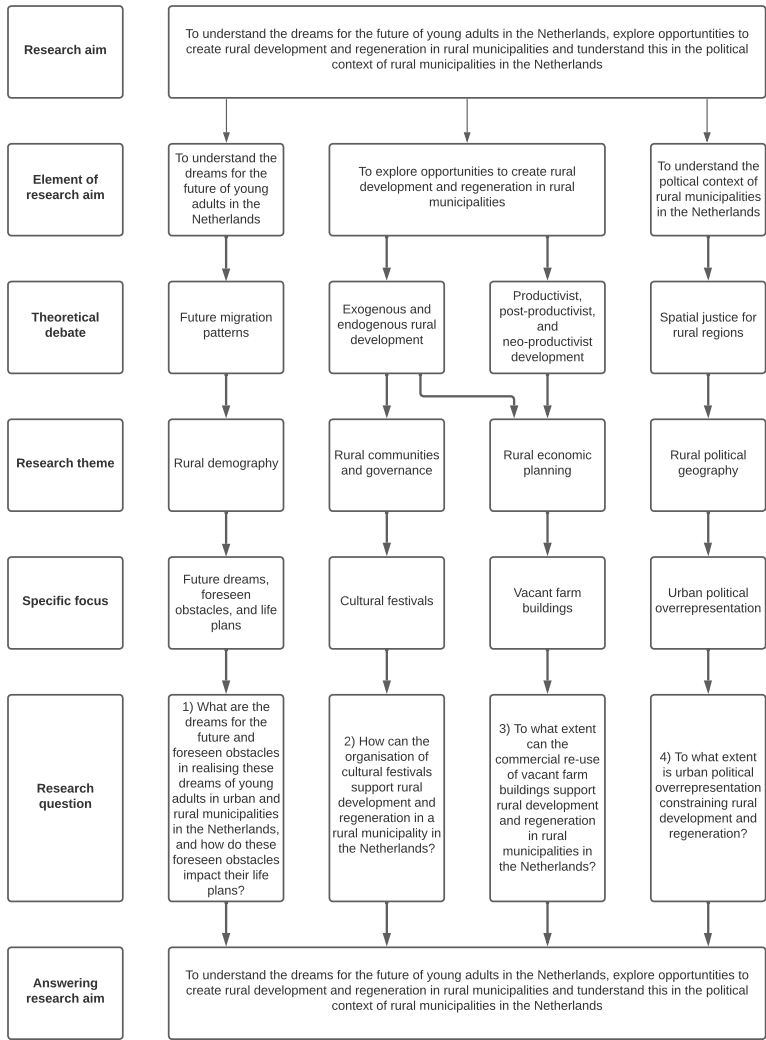 Research aim
To understand the dreams for the future of young adults in the Netherlands, explore opportuntities to
create rural development and regeneration in rural municipalities and tunderstand this in the political
context of rural municipalities in the Netherlands
Element of
research aim
To understand the
dreams for the
future of young
adults in the
Netherlands
To explore opportunities to create rural
development and regeneration in rural
municipalities
To understand the
poltical context of
rural municipalities
in the Netherlands
Theoretical
debate
Future migration
patterns
Exogenous and
endogenous rural
development
Productivist,
post-productivist,
and
neo-productivist
development
Spatial justice for
rural regions
Research theme
Rural demography
Rural communities
and governance
Rural economic
planning
Rural political
geography
Specific focus
Future dreams,
foreseen
obstacles, and life
plans
Cultural festivals
Vacant farm
buildings
Urban political
overrepresentation
Research
question
1) What are the
dreams for the
future and
foreseen obstacles
in realising these
dreams of young
adults in urban and
rural municipalities
in the Netherlands,
and how do these
foreseen obstacles
impact their life
plans?
2) How can the
organisation of
cultural festivals
support rural
development and
regeneration in a
rural municipality in
the Netherlands?
3) To what extent
can the
commercial re-use
of vacant farm
buildings support
rural development
and regeneration
in rural
municipalities in
the Netherlands?
4) To what extent
is urban political
overrepresentation
constraining rural
development and
regeneration?
Answering
research aim
To understand the dreams for the future of young adults in the Netherlands, explore opportuntities to
create rural development and regeneration in rural municipalities and tunderstand this in the political
context of rural municipalities in the Netherlands